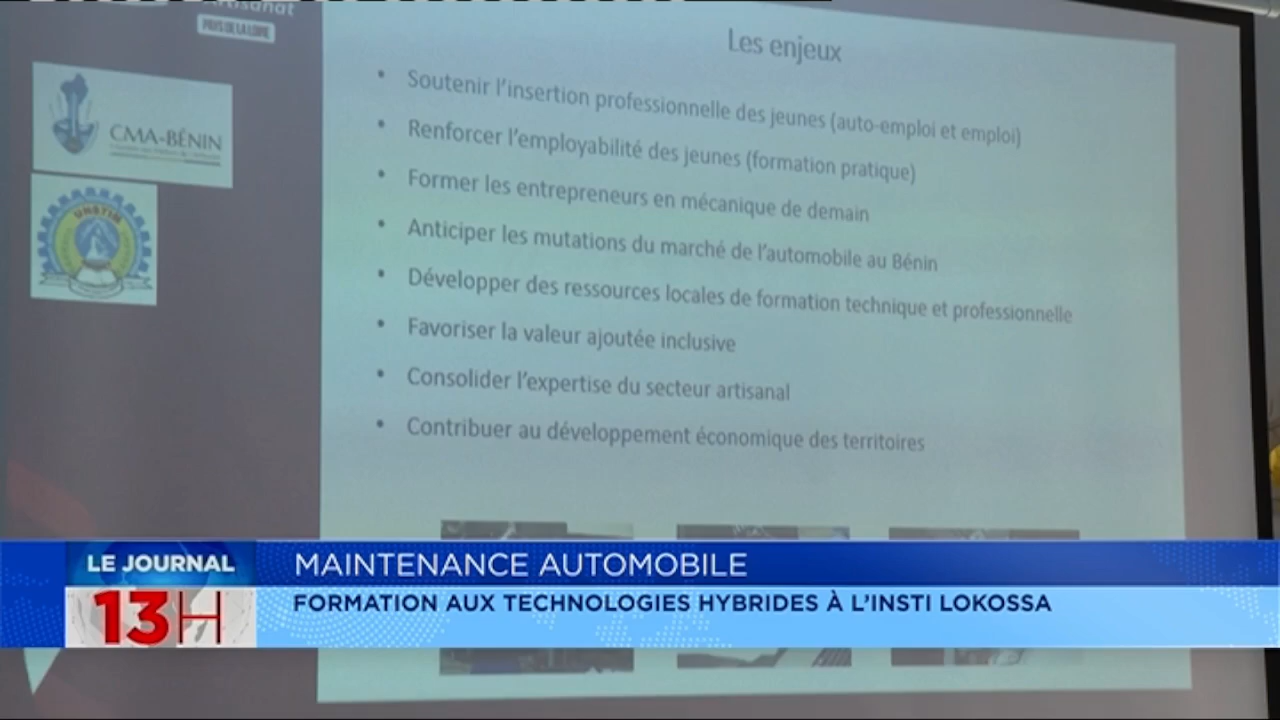 PAYS DE LA LOIRE
Les enjeux
CMA-BÉNIN
UNSTIM
• Soutenir l'insertion professionnelle des jeunes (auto-emploi et emploi)
• Renforcer l'employabilité des jeunes (formation pratique)
• Former les entrepreneurs en mécanique de demain
• Anticiper les mutations du marché de l'automobile au Bénin
• Développer des ressources locales de formation technique et professionnelle
• Favoriser la valeur ajoutée inclusive
• Consolider l'expertise du secteur artisanal
• Contribuer au développement économique des territoires
LE JOURNAL
13H
MAINTENANCE AUTOMOBILE
FORMATION AUX TECHNOLOGIES HYBRIDES À L'INSTI LOKOSSA